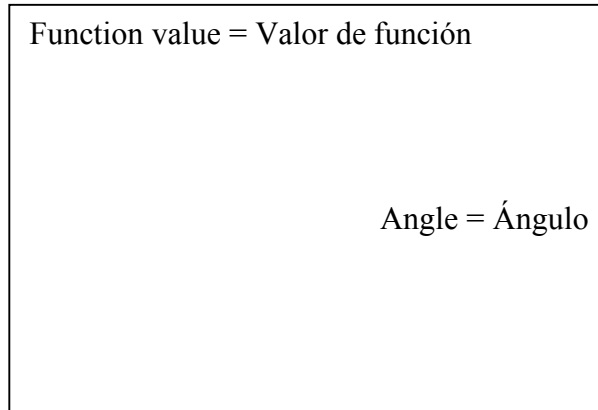 Function value = Valor de función
Angle = Ángulo